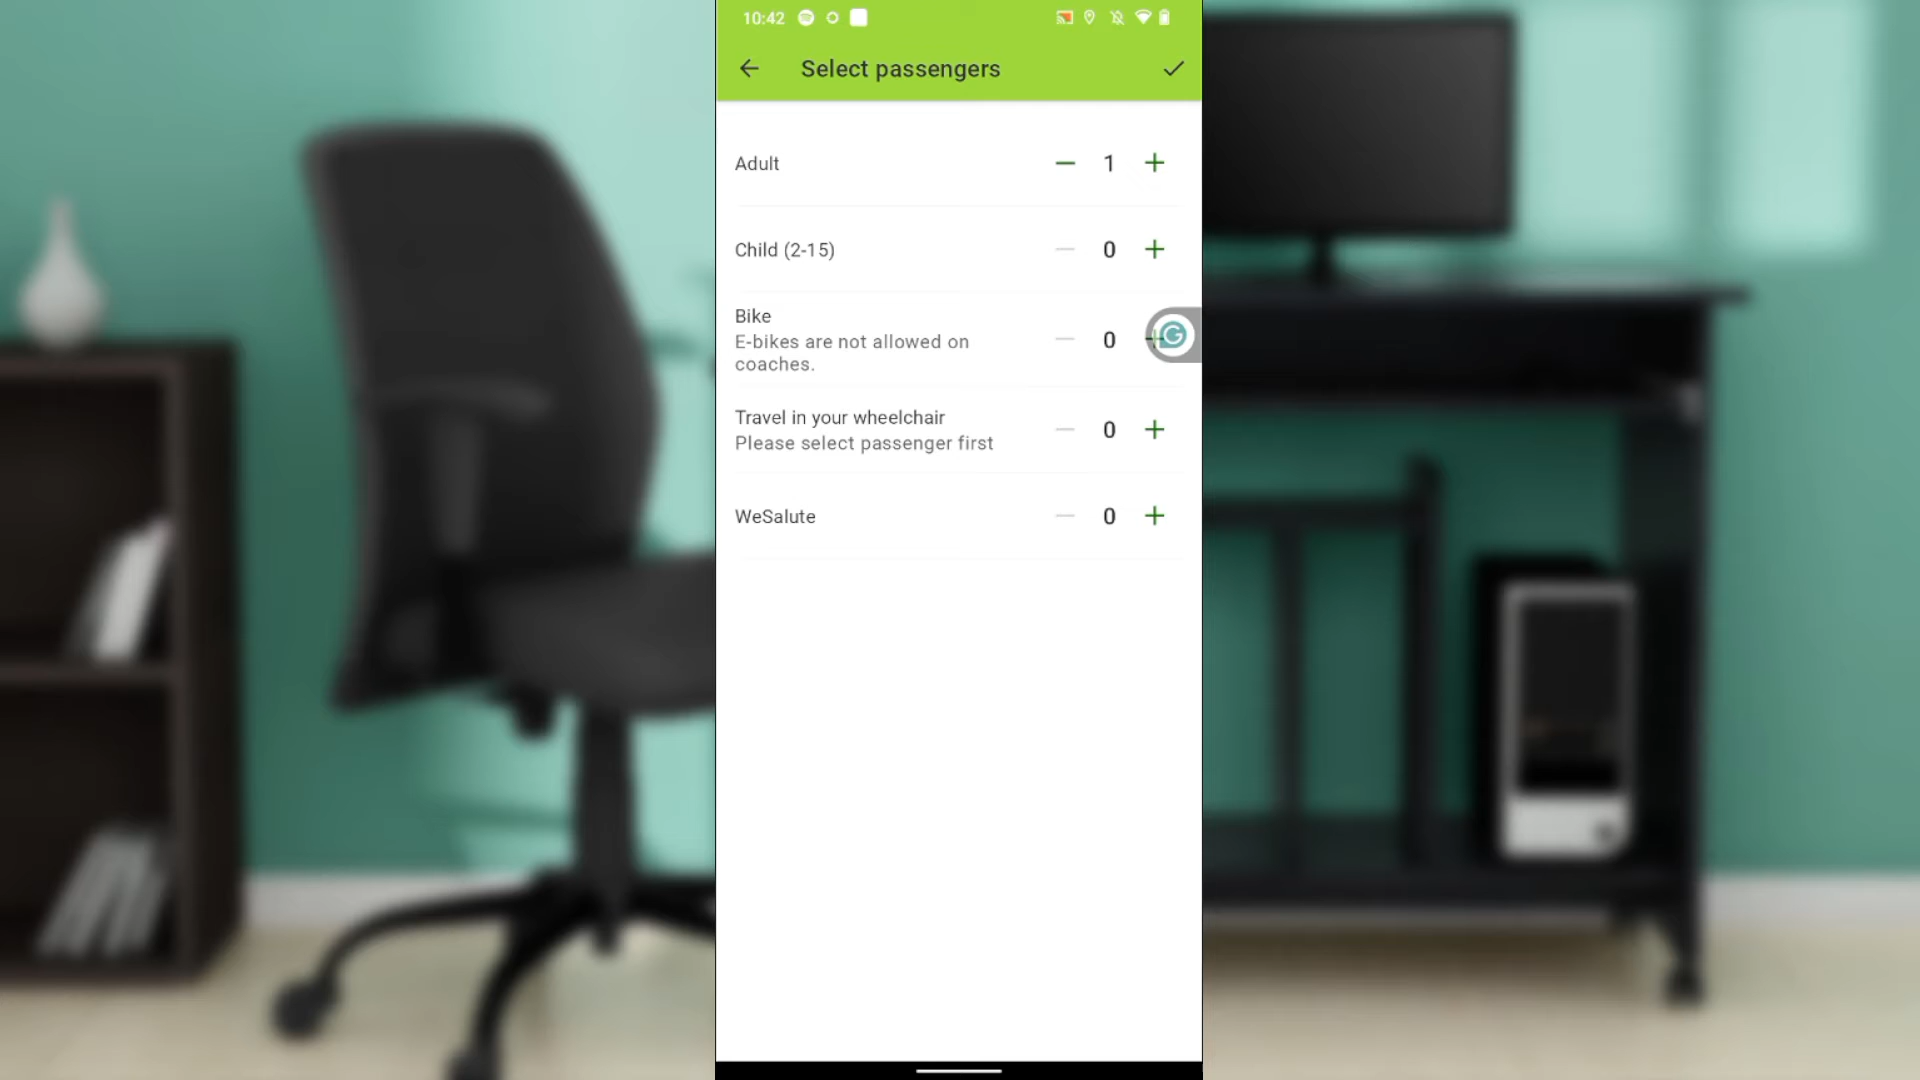 10:42
Select passengers
Adult
1
Child (2-15)
0
Bike
E-bikes are not allowed on
coaches.
0
Travel in your wheelchair
Please select passenger first
0
WeSalute
0